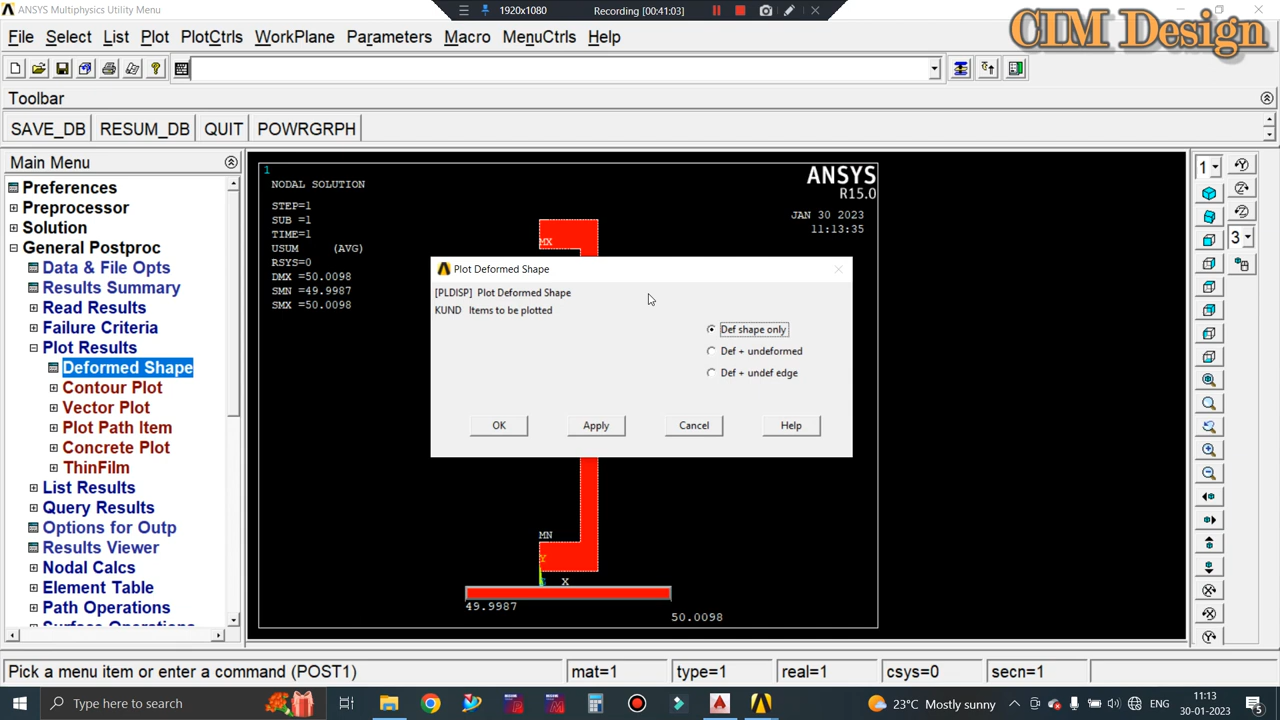 ANSYS Multiphysics Utility Menu
1920x1080
Recording [00:41:03]
CIM Design
File Select List Plot PlotCtrls WorkPlane Parameters Macro MenuCtrls Help
Toolbar
SAVE_DB RESUM_DB QUIT POWRGRPH
Main Menu
Preferences
Preprocessor
Solution
General Postproc
Data & File Opts
Results Summary
Read Results
Failure Criteria
Plot Results
Deformed Shape
Contour Plot
Vector Plot
Plot Path Item
Concrete Plot
ThinFilm
List Results
Query Results
Options for Outp
Results Viewer
Nodal Calcs
Element Table
Path Operations
Surface Operations
1
NODAL SOLUTION
STEP=1
SUB =1
TIME=1
USUM (AVG)
RSYS=0
DMX =50.0098
SMN =49.9987
SMX =50.0098
ANSYS
R15.0
JAN 30 2023
11:13:35
MX
Plot Deformed Shape
[PLDISP] Plot Deformed Shape
KUND Items to be plotted
Def shape only
Def + undeformed
Def + undef edge
OK Apply Cancel Help
MN
Y
X
49.9987
50.0098
1
3
Pick a menu item or enter a command (POST1)
mat=1 type=1 real=1 csys=0 secn=1
Type here to search
23°C Mostly sunny
ENG
11:13
30-01-2023
5